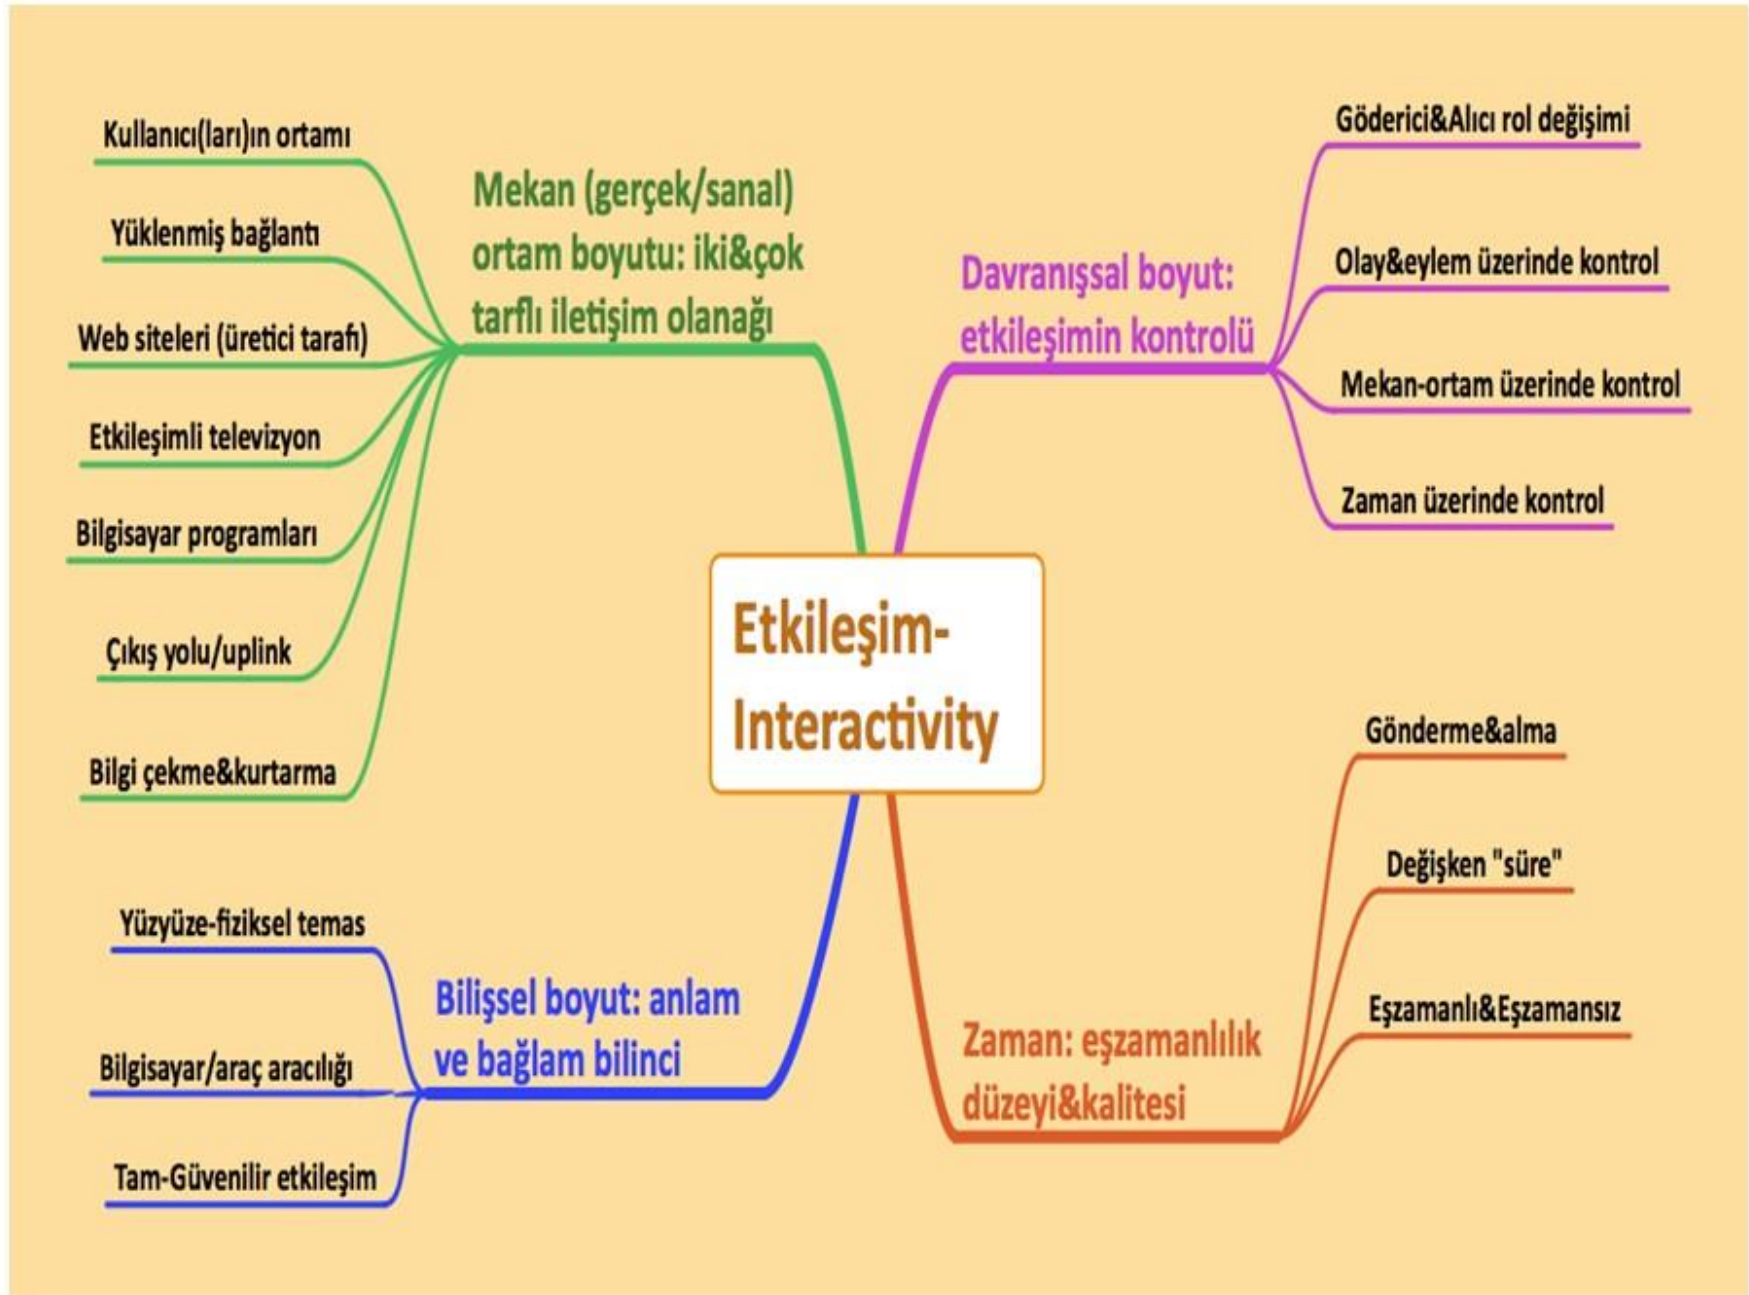 Etkileşim-
Interactivity
Mekan (gerçek/sanal)
ortam boyutu: iki&çok
tarflı iletişim olanağı
Kullanıcı(ları)ın ortamı
Yüklenmiş bağlantı
Web siteleri (üretici tarafı)
Etkileşimli televizyon
Bilgisayar programları
Çıkış yolu/uplink
Bilgi çekme&kurtarma
Davranışsal boyut:
etkileşimin kontrolü
Göderici&Alıcı rol değişimi
Olay&eylem üzerinde kontrol
Mekan-ortam üzerinde kontrol
Zaman üzerinde kontrol
Bilişsel boyut: anlam
ve bağlam bilinci
Yüzyüze-fiziksel temas
Bilgisayar/araç aracılığı
Tam-Güvenilir etkileşim
Zaman: eşzamanlılık
düzeyi&kalitesi
Gönderme&alma
Değişken "süre"
Eşzamanlı&Eşzamansız